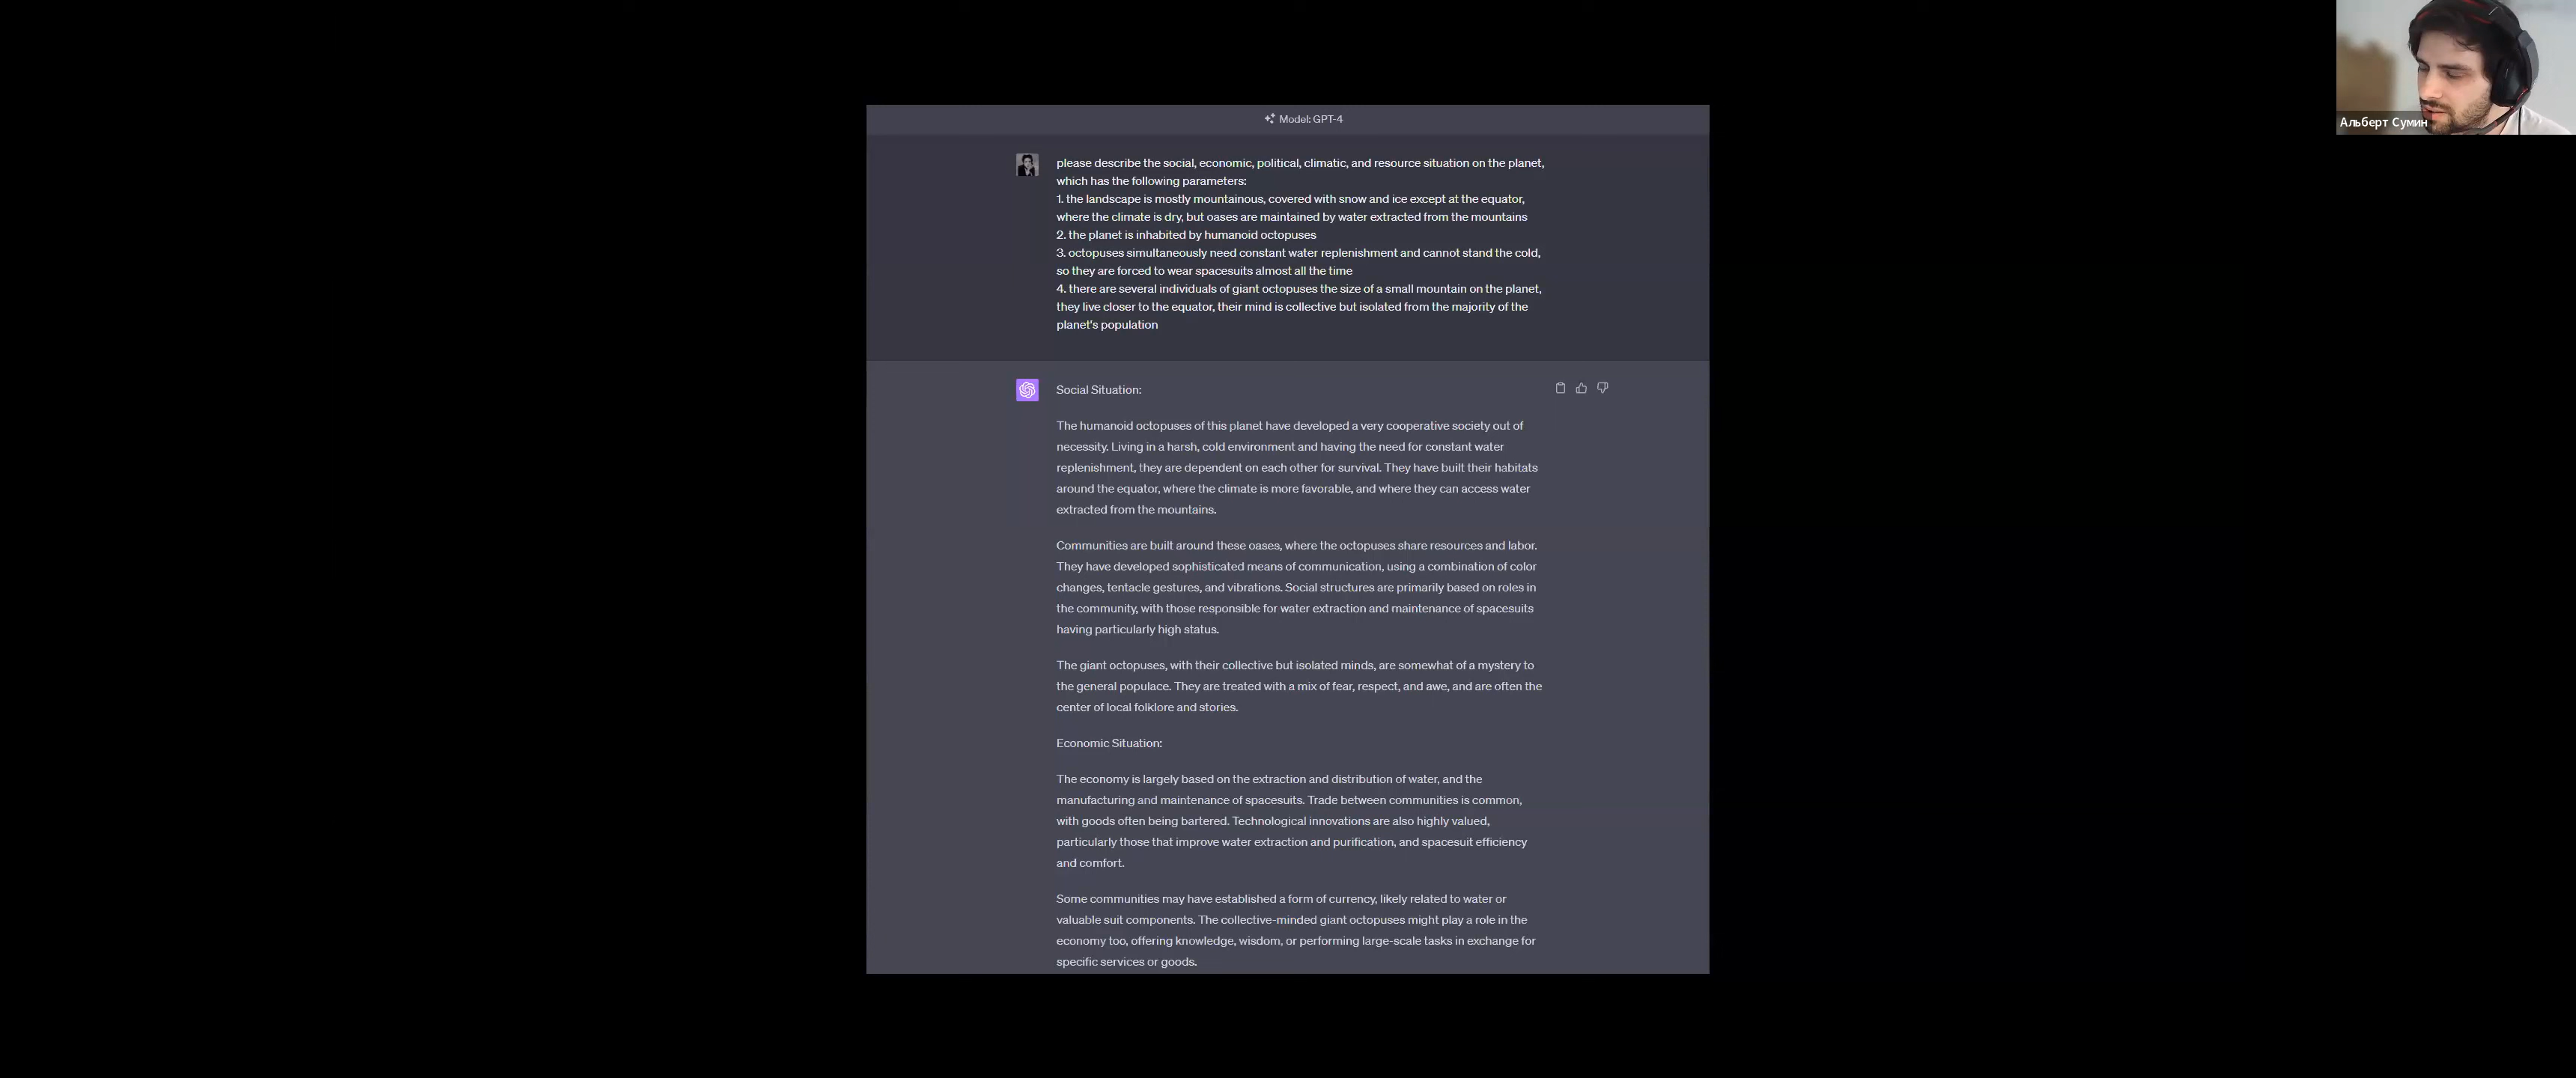 Model: GPT-4
Альберт Сумин
please describe the social, economic, political, climatic, and resource situation on the planet,
which has the following parameters:
1. the landscape is mostly mountainous, covered with snow and ice except at the equator,
where the climate is dry, but oases are maintained by water extracted from the mountains
2. the planet is inhabited by humanoid octopuses
3. octopuses simultaneously need constant water replenishment and cannot stand the cold,
so they are forced to wear spacesuits almost all the time
4. there are several individuals of giant octopuses the size of a small mountain on the planet,
they live closer to the equator, their mind is collective but isolated from the majority of the
planet's population
Social Situation:
The humanoid octopuses of this planet have developed a very cooperative society out of
necessity. Living in a harsh, cold environment and having the need for constant water
replenishment, they are dependent on each other for survival. They have built their habitats
around the equator, where the climate is more favorable, and where they can access water
extracted from the mountains.
Communities are built around these oases, where the octopuses share resources and labor.
They have developed sophisticated means of communication, using a combination of color
changes, tentacle gestures, and vibrations. Social structures are primarily based on roles in
the community, with those responsible for water extraction and maintenance of spacesuits
having particularly high status.
The giant octopuses, with their collective but isolated minds, are somewhat of a mystery to
the general populace. They are treated with a mix of fear, respect, and awe, and are often the
center of local folklore and stories.
Economic Situation:
The economy is largely based on the extraction and distribution of water, and the
manufacturing and maintenance of spacesuits. Trade between communities is common,
with goods often being bartered. Technological innovations are also highly valued,
particularly those that improve water extraction and purification, and spacesuit efficiency
and comfort.
Some communities may have established a form of currency, likely related to water or
valuable suit components. The collective-minded giant octopuses might play a role in the
economy too, offering knowledge, wisdom, or performing large-scale tasks in exchange for
specific services or goods.